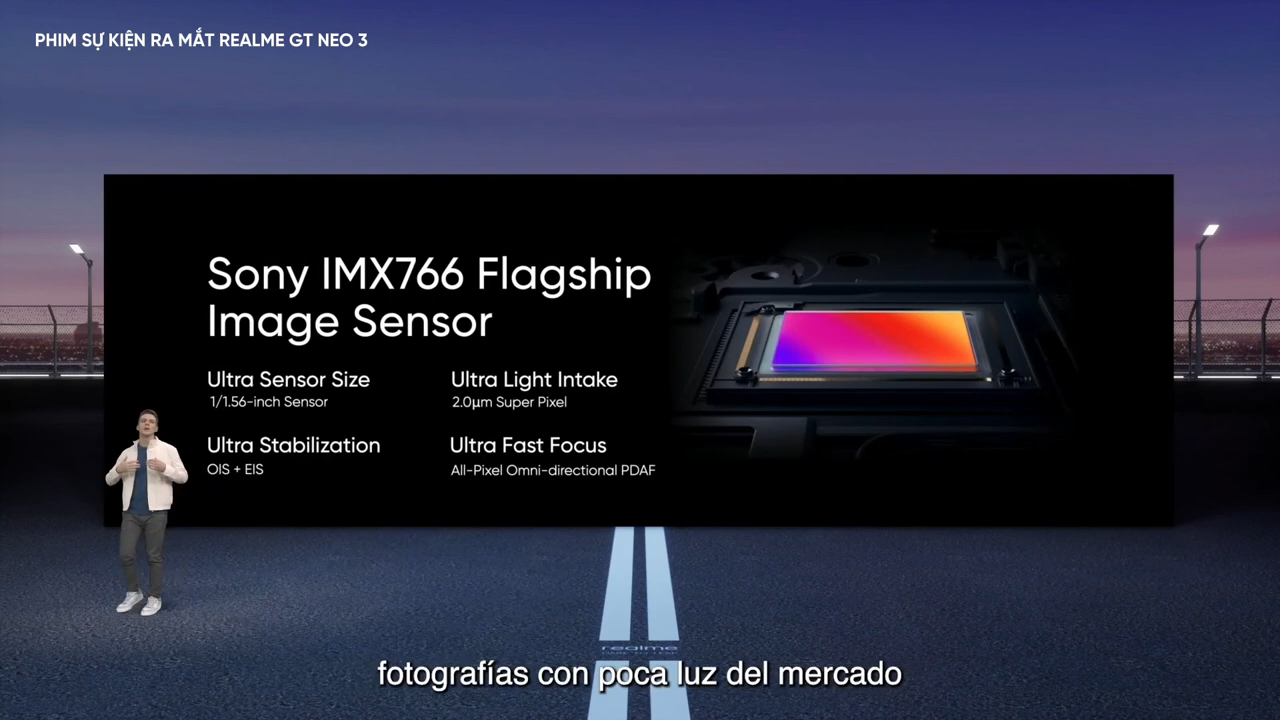 PHIM SỰ KIỆN RA MẮT REALME GT NEO 3
Sony IMX766 Flagship
Image Sensor
Ultra Sensor Size
1/1.56-inch Sensor
Ultra Light Intake
2.0μm Super Pixel
Ultra Stabilization
OIS + EIS
Ultra Fast Focus
All-Pixel Omni-directional PDAF
realme
fotografías con poca luz del mercado